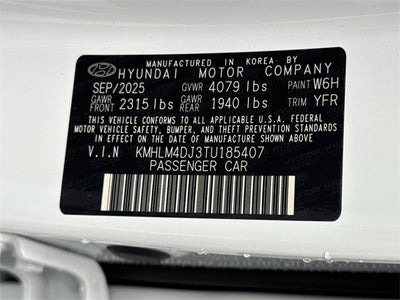 MANUFACTURED IN KOREA BY
HYUNDAI MOTOR COMPANY
SEP/2025 GVWR 4079 lbs PAINT W6H
GAWR FRONT 2315 lbs GAWR REAR 1940 lbs TRIM YFR
THIS VEHICLE CONFORMS TO ALL APPLICABLE U.S.A. FEDERAL
MOTOR VEHICLE SAFETY, BUMPER, AND THEFT PREVENTION
STANDARDS IN EFFECT ON THE DATE OF MANUFACTURE SHOWN ABOVE.
V.I.N KMHLM4DJ3TU185407
PASSENGER CAR